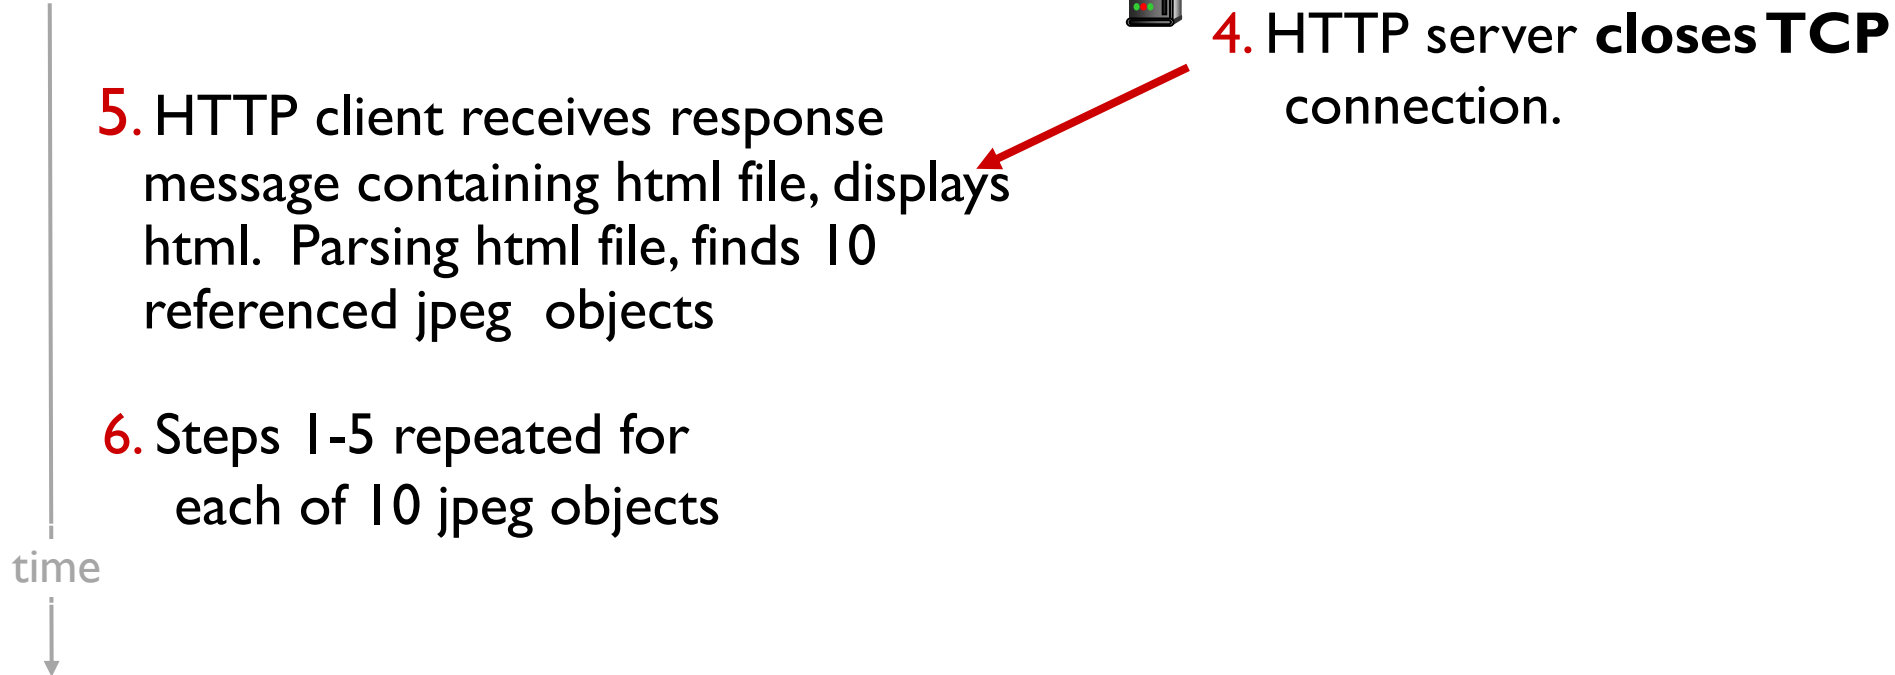 4. HTTP server closes TCP
connection.
5. HTTP client receives response
message containing html file, displays
html. Parsing html file, finds 10
referenced jpeg objects
6. Steps 1-5 repeated for
each of 10 jpeg objects
time